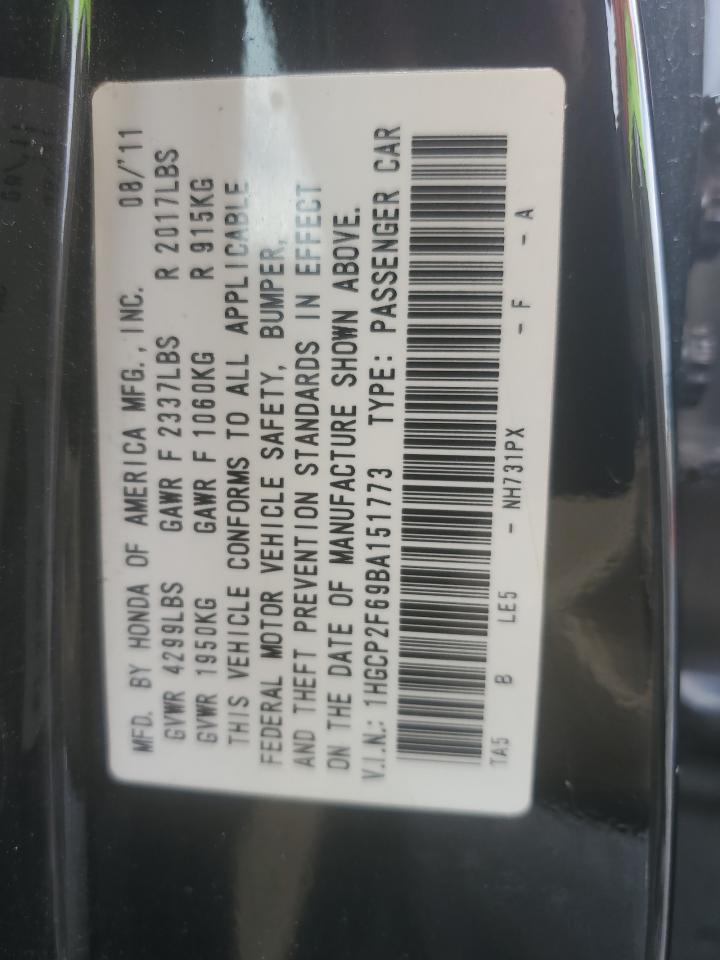 MFD. BY HONDA OF AMERICA MFG., INC. 08/'11
GVWR 4299LBS GAWR F 2337LBS R 2017LBS
GVWR 1950KG GAWR F 1060KG R 915KG
THIS VEHICLE CONFORMS TO ALL APPLICABLE
FEDERAL MOTOR VEHICLE SAFETY, BUMPER,
AND THEFT PREVENTION STANDARDS IN EFFECT
ON THE DATE OF MANUFACTURE SHOWN ABOVE.
V.I.N.: 1HGCP2F69BA151773 TYPE: PASSENGER CAR
TA5 B LE5 - NH731PX - F - A